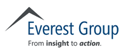 Everest Group
From insight to action.